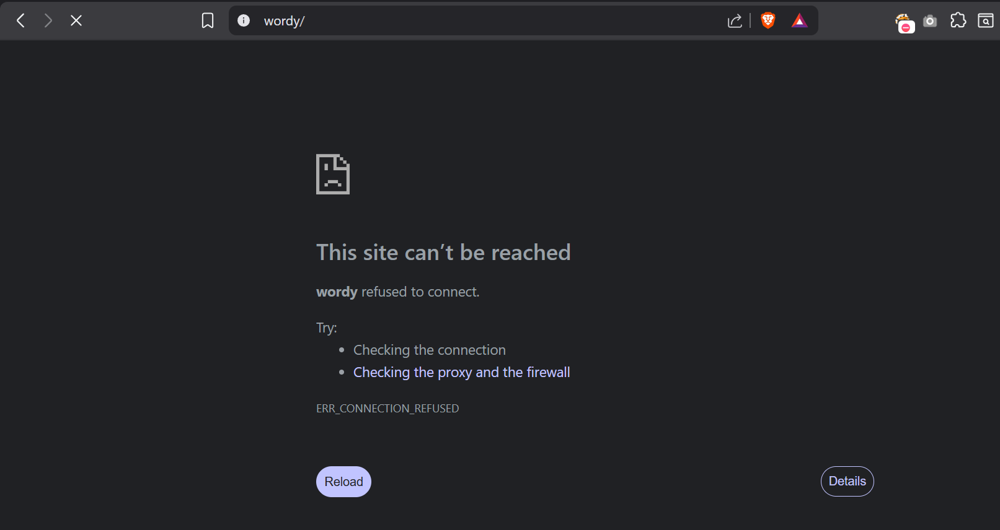 wordy/
This site can’t be reached
wordy refused to connect.
Try:
Checking the connection
Checking the proxy and the firewall
ERR_CONNECTION_REFUSED
Reload
Details